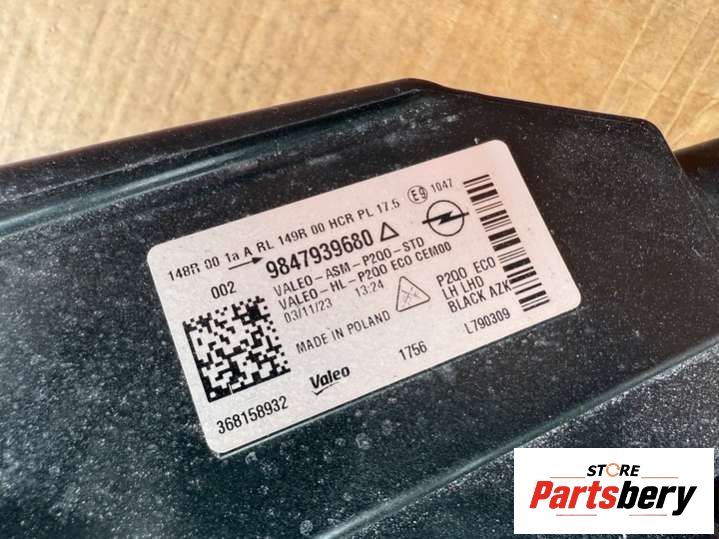 148R 00 1a A RL 149R 00 HCR PL 17.5 E9 1047
002 9847939680
VALEO-ASM-P200-STD
VALEO-HL-P200 ECO CEM00
03/11/23 13:24
P200 ECO
LH LHD
BLACK AZK
MADE IN POLAND
368158932 Valeo 1756 L790309
STORE
Partsbery